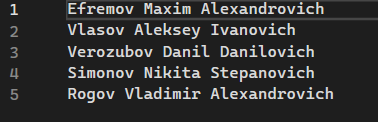 1 Efremov Maxim Alexandrovich
2 Vlasov Aleksey Ivanovich
3 Verozubov Danil Danilovich
4 Simonov Nikita Stepanovich
5 Rogov Vladimir Alexandrovich